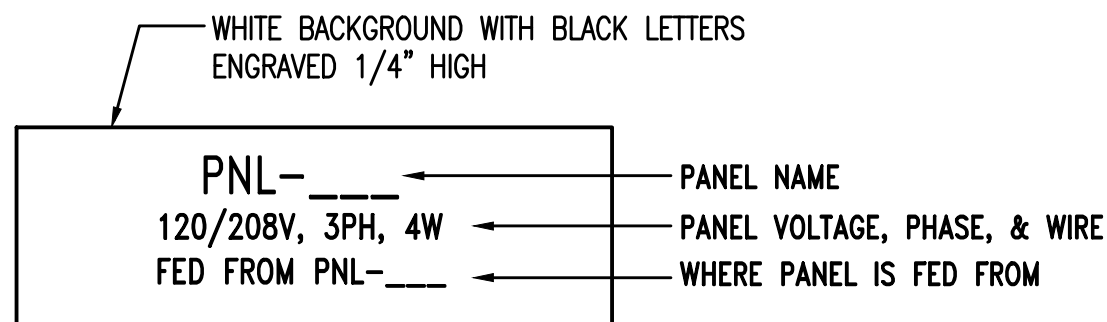 WHITE BACKGROUND WITH BLACK LETTERS
ENGRAVED 1/4" HIGH
PNL-___
PANEL NAME
120/208V, 3PH, 4W
PANEL VOLTAGE, PHASE, & WIRE
FED FROM PNL-___
WHERE PANEL IS FED FROM